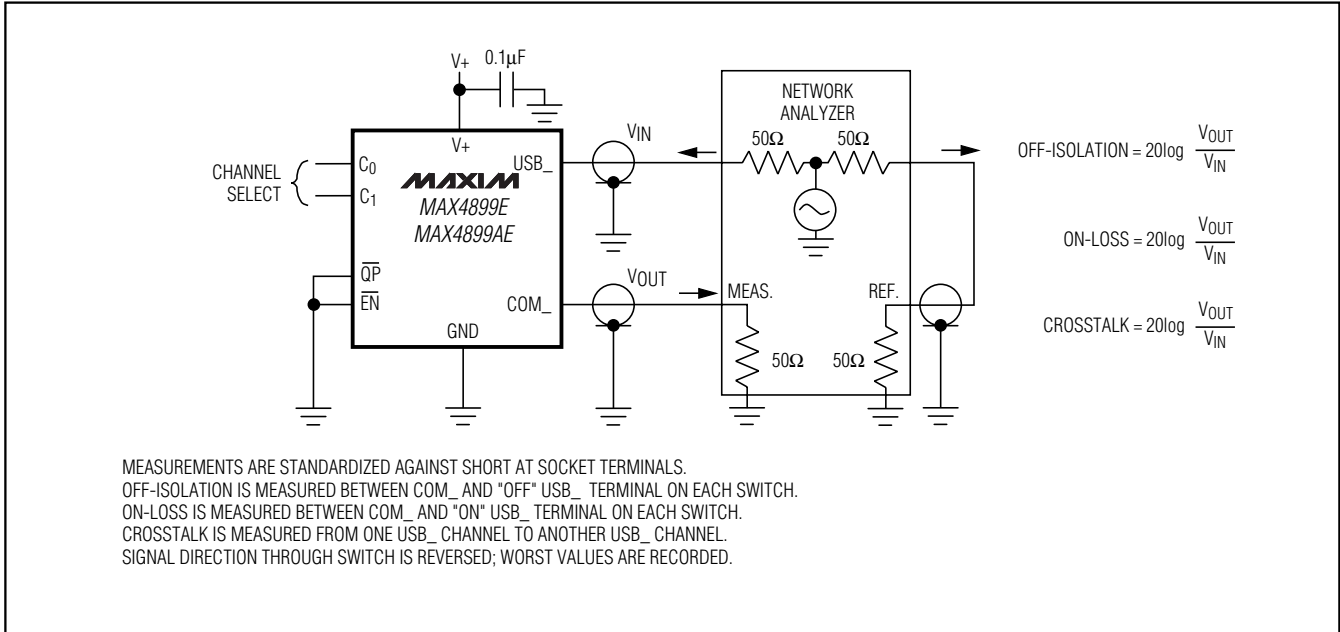 V+ 0.1μF
V+
CHANNEL
SELECT
C0
C1
USB_
MAXIM
MAX4899E
MAX4899AE
QP
EN
COM_
GND
VIN
VOUT
NETWORK
ANALYZER
50Ω 50Ω
MEAS. REF.
50Ω 50Ω
OFF-ISOLATION = 20log VOUT
VIN
ON-LOSS = 20log VOUT
VIN
CROSSTALK = 20log VOUT
VIN
MEASUREMENTS ARE STANDARDIZED AGAINST SHORT AT SOCKET TERMINALS.
OFF-ISOLATION IS MEASURED BETWEEN COM_ AND "OFF" USB_ TERMINAL ON EACH SWITCH.
ON-LOSS IS MEASURED BETWEEN COM_ AND "ON" USB_ TERMINAL ON EACH SWITCH.
CROSSTALK IS MEASURED FROM ONE USB_ CHANNEL TO ANOTHER USB_ CHANNEL.
SIGNAL DIRECTION THROUGH SWITCH IS REVERSED; WORST VALUES ARE RECORDED.